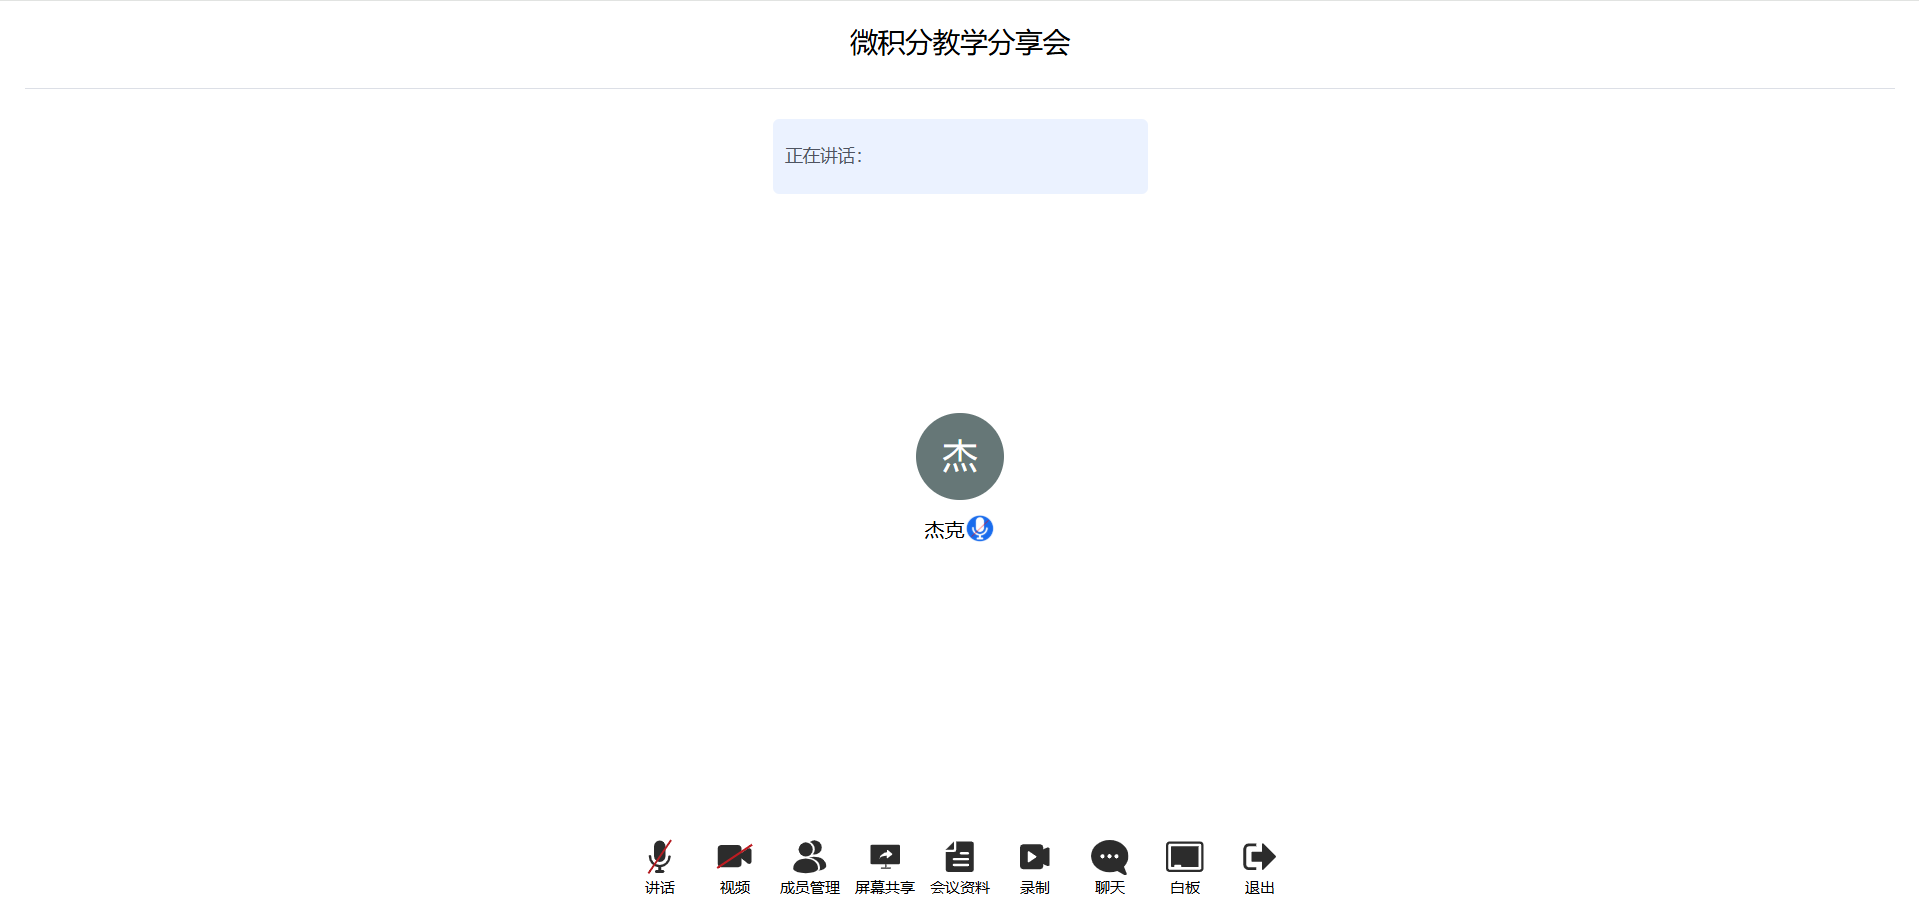 微积分教学分享会
正在讲话：
杰
杰克
讲话 视频 成员管理 屏幕共享 会议资料 录制 聊天 白板 退出